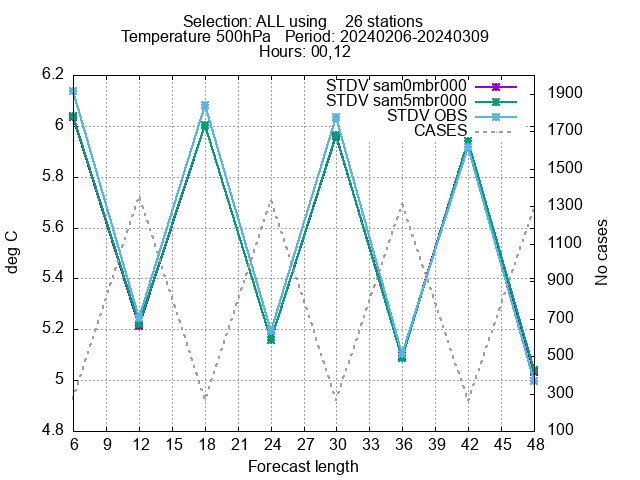 Selection: ALL using    26 stations
Temperature 500hPa   Period: 20240206-20240309
Hours: 00,12
STDV sam0mbr000
STDV sam5mbr000
STDV OBS
CASES
6.2
6
5.8
5.6
5.4
5.2
5
4.8
deg C
1900
1700
1500
1300
1100
900
700
500
300
100
No cases
6 12 15 18 21 24 27 30 33 36 39 42 45 48
Forecast length